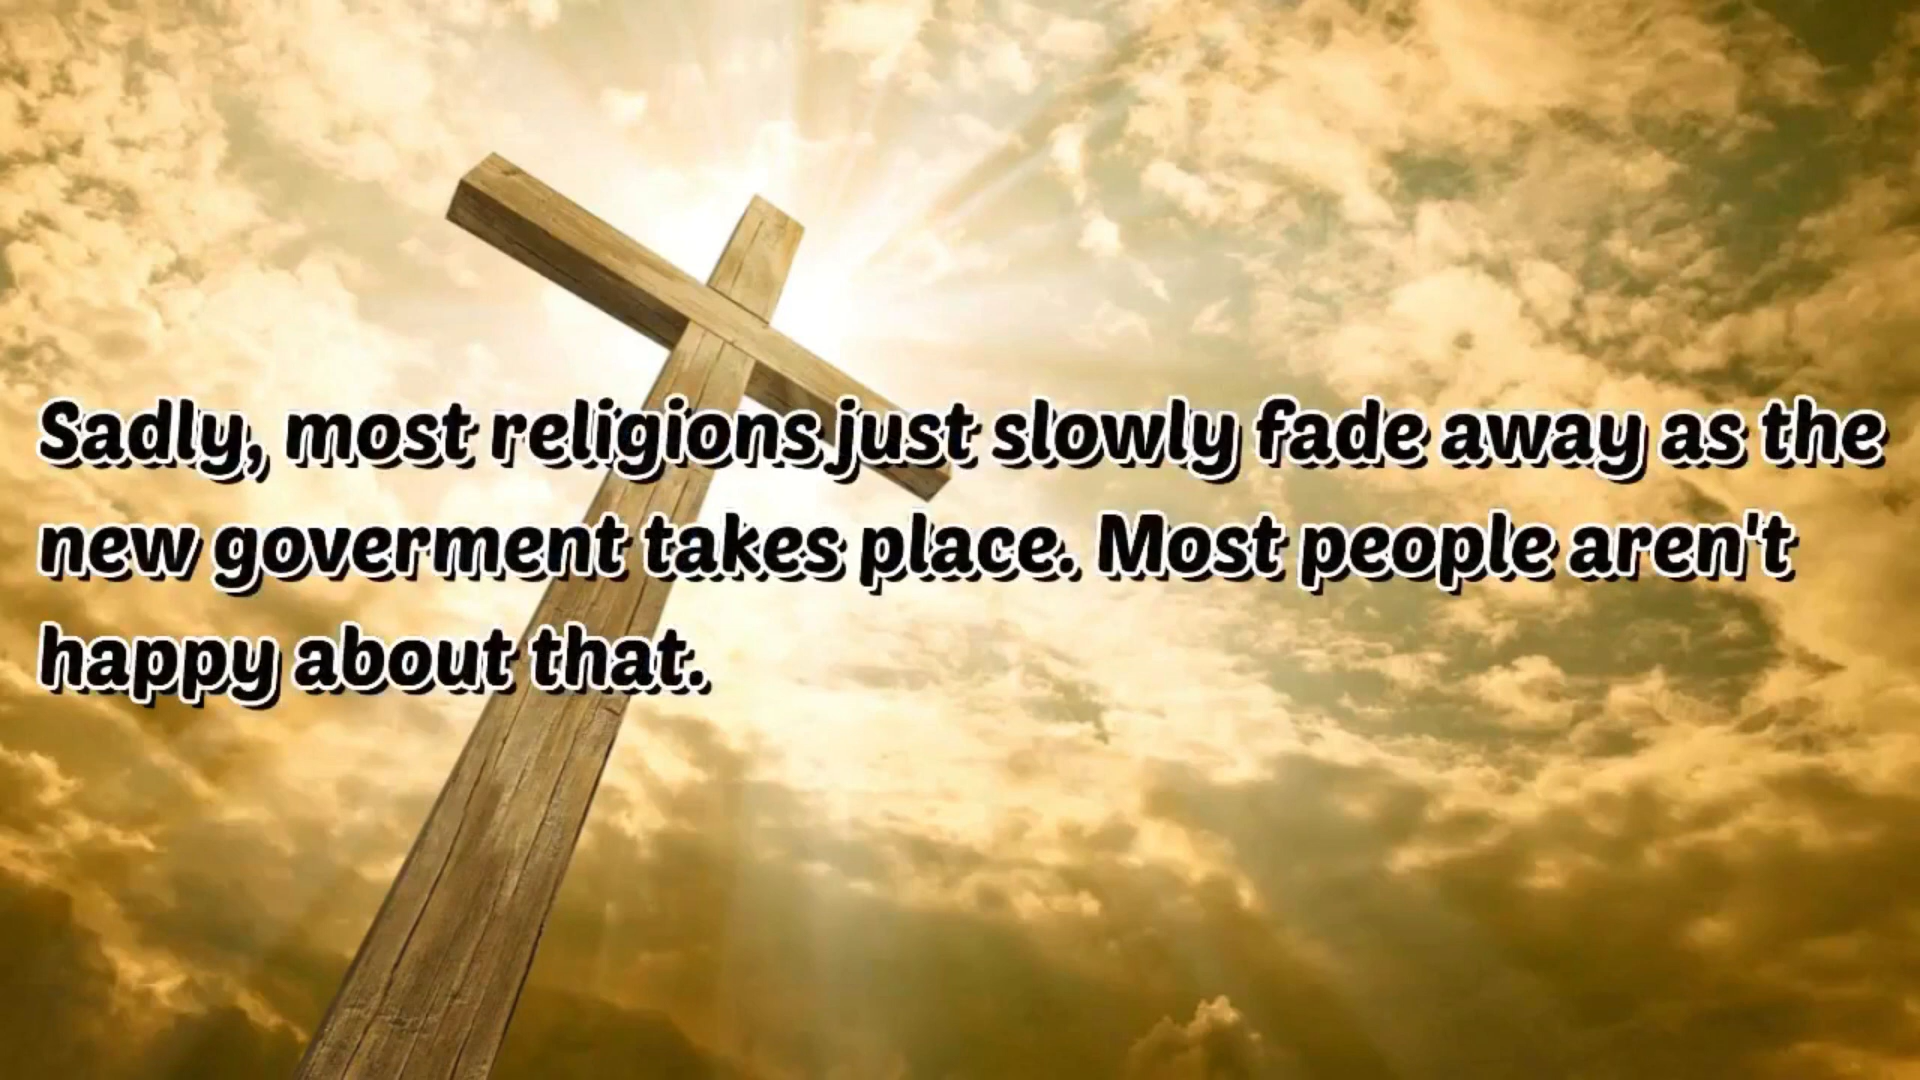 Sadly, most religions just slowly fade away as the
new goverment takes place. Most people aren't
happy about that.